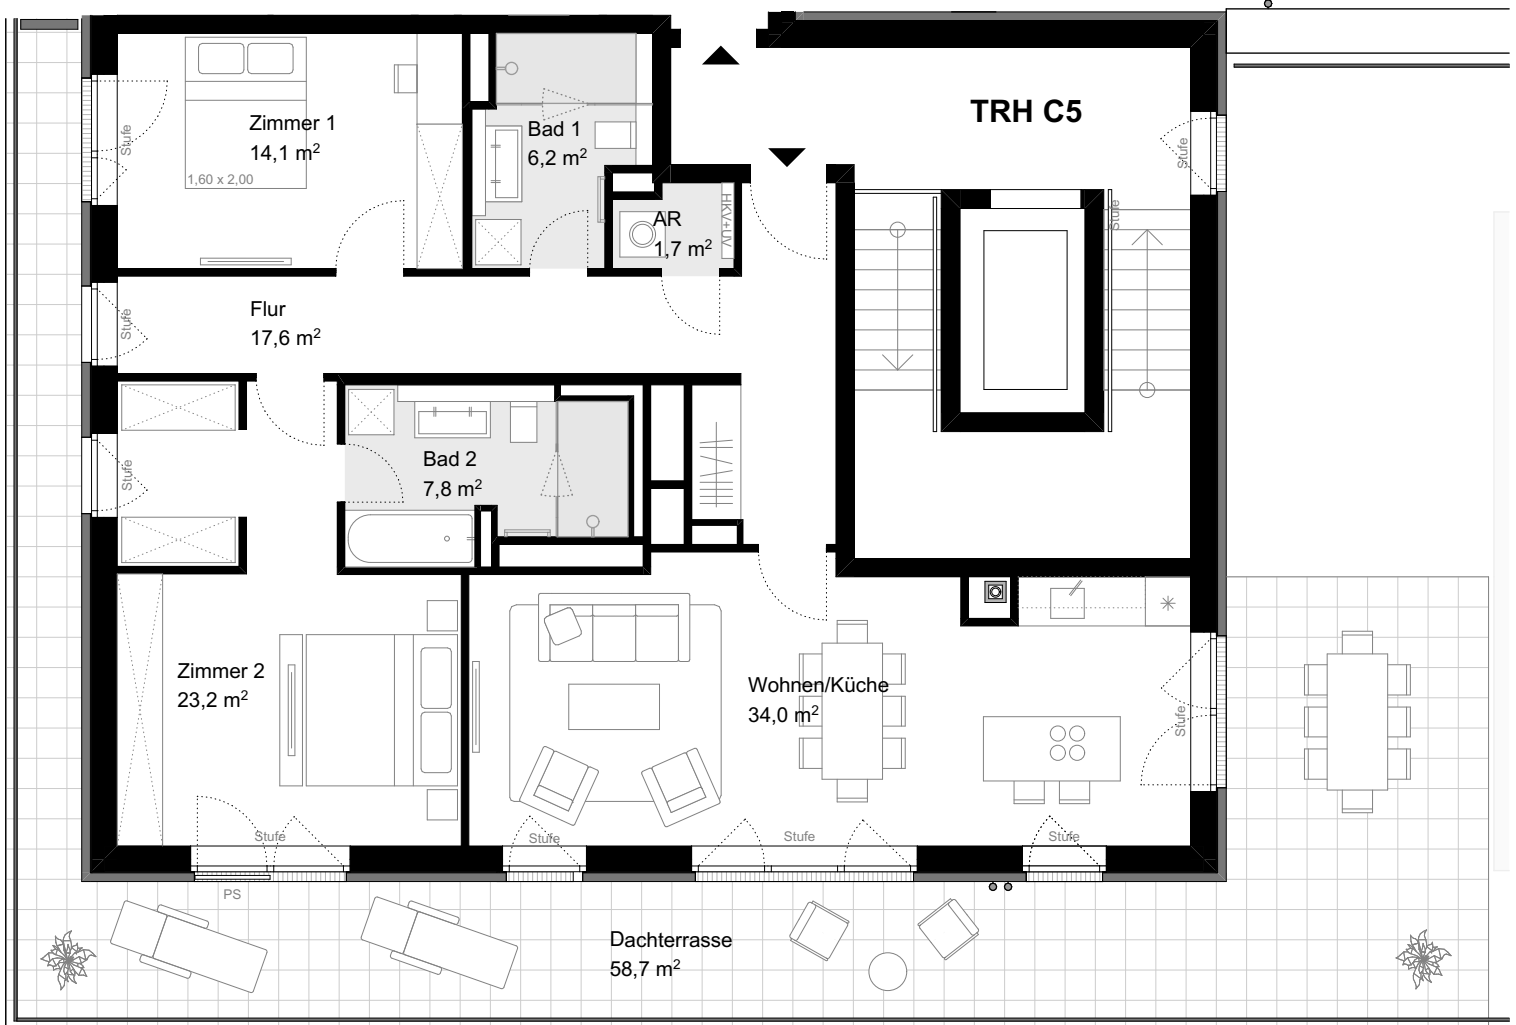 TRH C5
Zimmer 1
14,1 m²
1,60 x 2,00
Stufe
Bad 1
6,2 m²
AR
1,7 m²
HKV+UV
Stufe
Stufe
Flur
17,6 m²
Stufe
Bad 2
7,8 m²
Stufe
Zimmer 2
23,2 m²
Wohnen/Küche
34,0 m²
Stufe
Stufe
Stufe
Stufe
Stufe
PS
Dachterrasse
58,7 m²